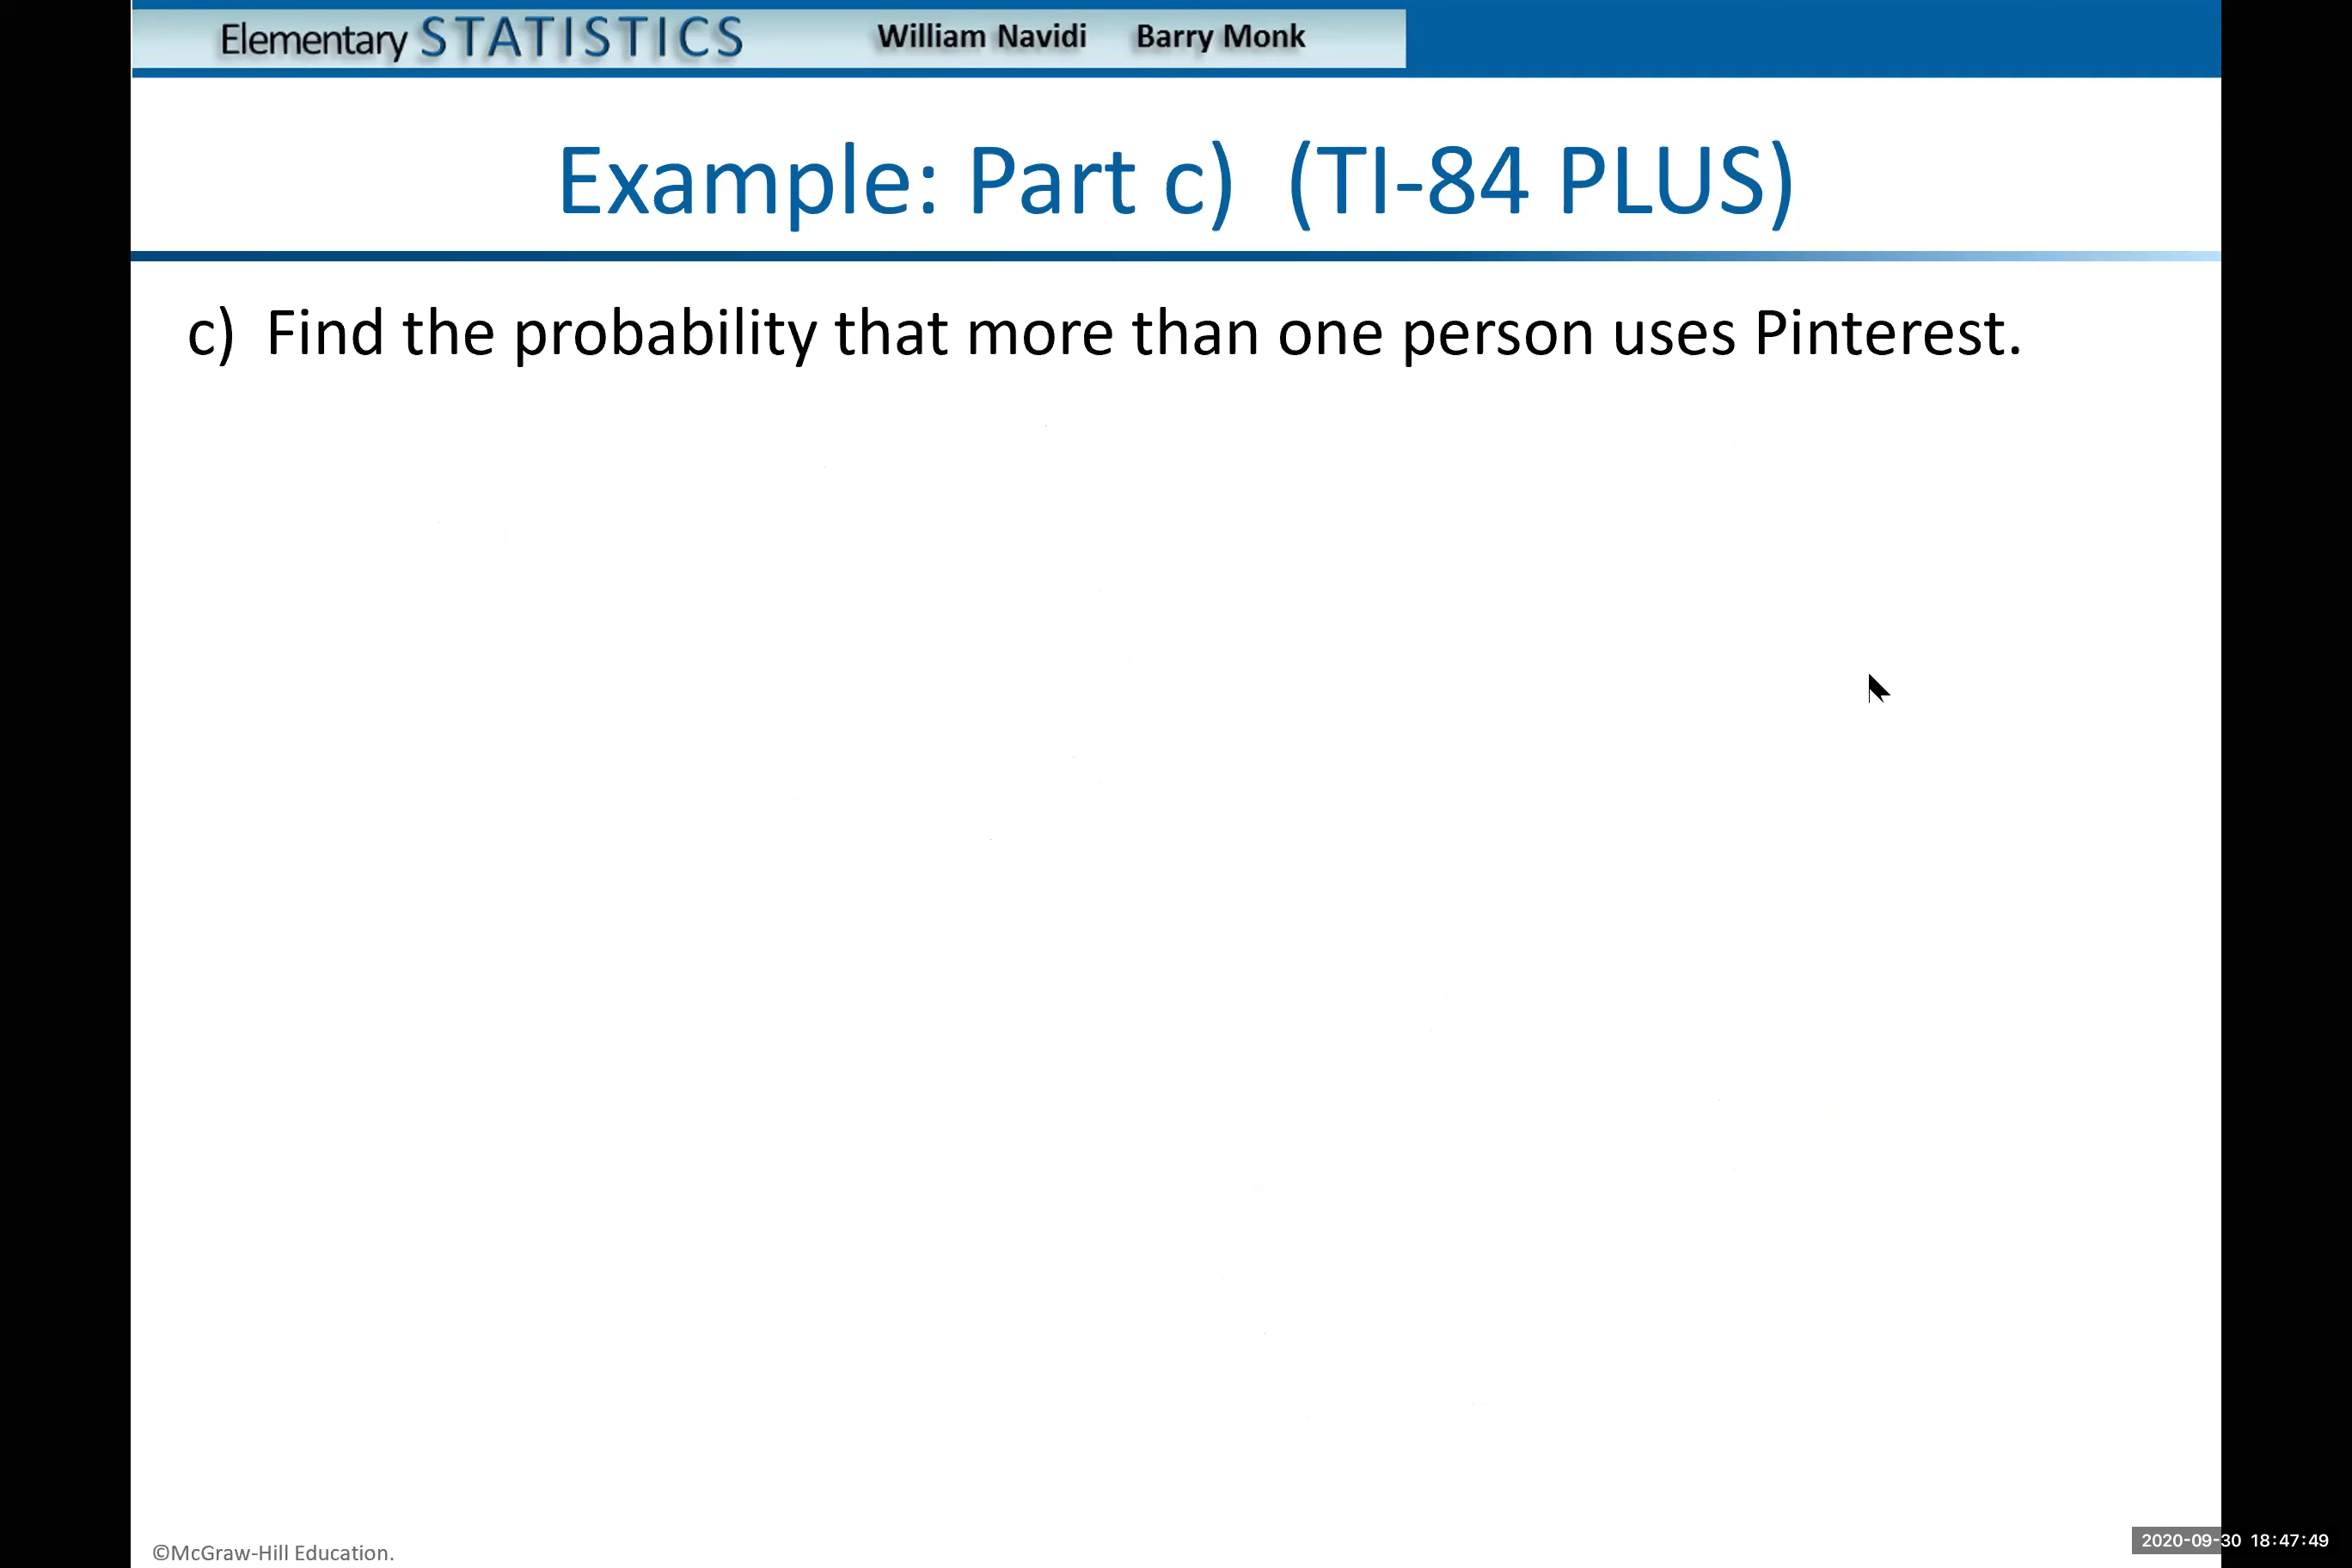 Elementary STATISTICS William Navidi Barry Monk
Example: Part c) (TI-84 PLUS)
c) Find the probability that more than one person uses Pinterest.
©McGraw-Hill Education.
2020-09-30 18:47:49